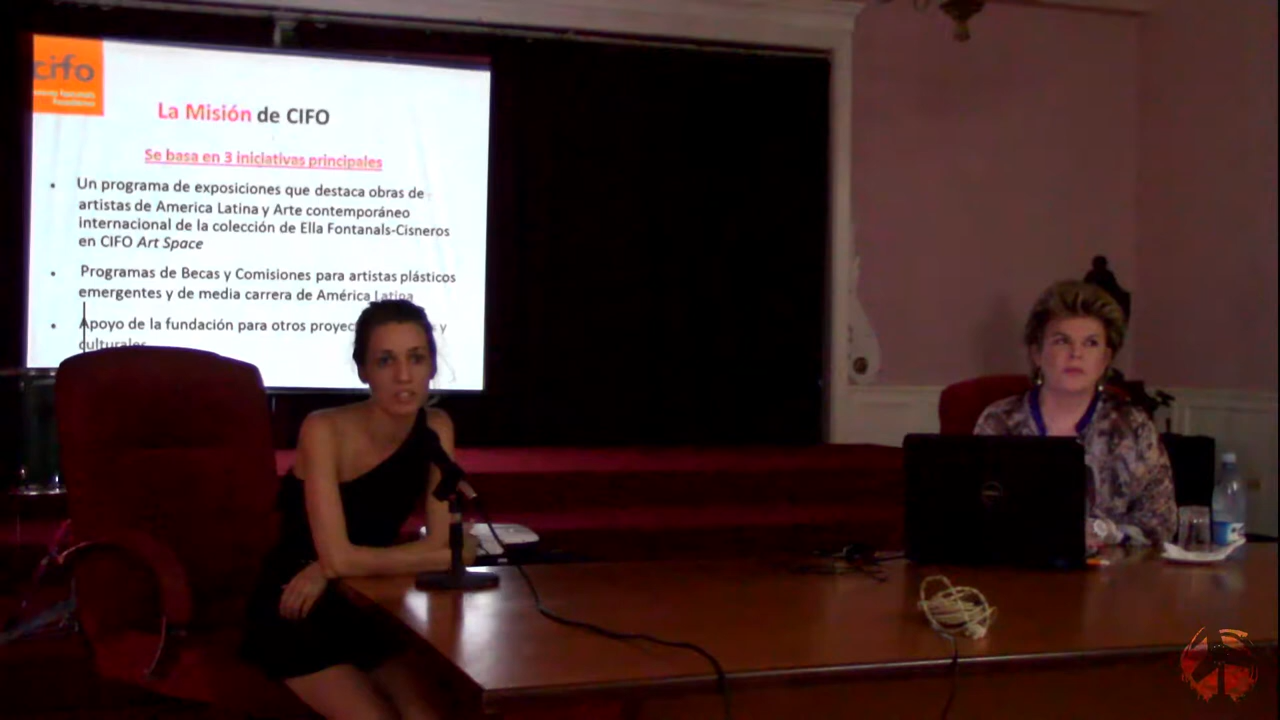 cifo
La Misión de CIFO
Se basa en 3 iniciativas principales
• Un programa de exposiciones que destaca obras de
artistas de America Latina y Arte contemporáneo
internacional de la colección de Ella Fontanals-Cisneros
en CIFO Art Space
• Programas de Becas y Comisiones para artistas plásticos
emergentes y de media carrera de América Latina
• Apoyo de la fundación para otros y
culturales
DELL